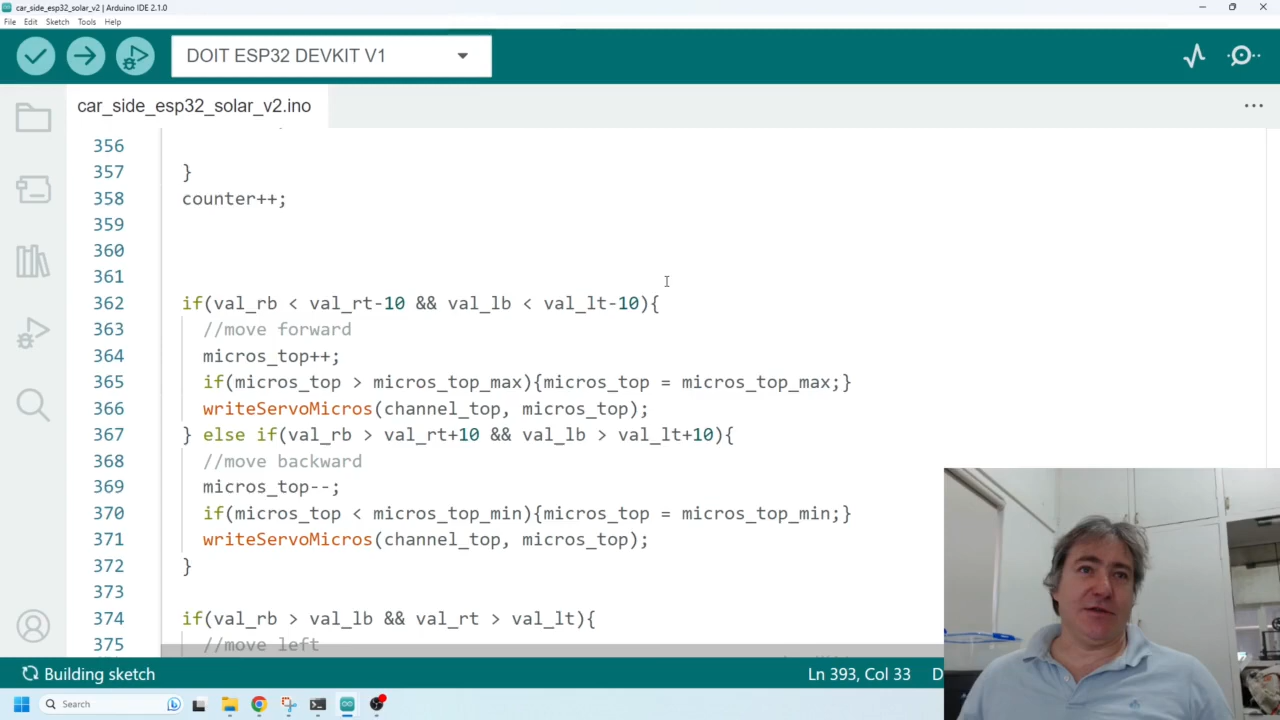 car_side_esp32_solar_v2 | Arduino IDE 2.1.0
File Edit Sketch Tools Help
DOIT ESP32 DEVKIT V1
car_side_esp32_solar_v2.ino
356
357 }
358 counter++;
359
360
361
362 if(val_rb < val_rt-10 && val_lb < val_lt-10){
363 //move forward
364 micros_top++;
365 if(micros_top > micros_top_max){micros_top = micros_top_max;}
366 writeServoMicros(channel_top, micros_top);
367 } else if(val_rb > val_rt+10 && val_lb > val_lt+10){
368 //move backward
369 micros_top--;
370 if(micros_top < micros_top_min){micros_top = micros_top_min;}
371 writeServoMicros(channel_top, micros_top);
372 }
373
374 if(val_rb > val_lb && val_rt > val_lt){
375 //move left
Building sketch
Ln 393, Col 33 D
Search